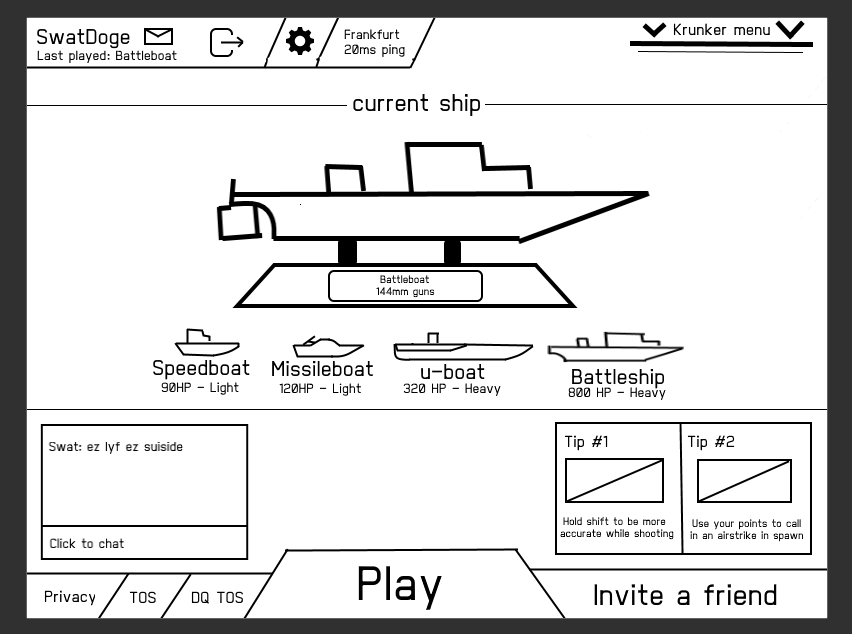 SwatDoge
Last played: Battleboat
Frankfurt
20ms ping
Krunker menu
current ship
Battleboat
144mm guns
Speedboat
90HP - Light
Missileboat
120HP - Light
u-boat
320 HP - Heavy
Battleship
800 HP - Heavy
Swat: ez lyf ez suiside
Click to chat
Tip #1
Hold shift to be more
accurate while shooting
Tip #2
Use your points to call
in an airstrike in spawn
Privacy
TOS
DQ TOS
Play
Invite a friend